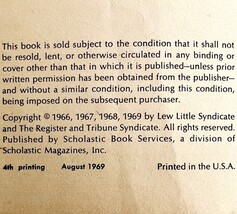 This book is sold subject to the condition that it shall not
be resold, lent, or otherwise circulated in any binding or
cover other than that in which it is published—unless prior
written permission has been obtained from the publisher—
and without a similar condition, including this condition,
being imposed on the subsequent purchaser.
Copyright © 1966, 1967, 1968, 1969 by Lew Little Syndicate
and The Register and Tribune Syndicate. All rights reserved.
Published by Scholastic Book Services, a division of
Scholastic Magazines, Inc.
4th printing August 1969 Printed in the U.S.A.